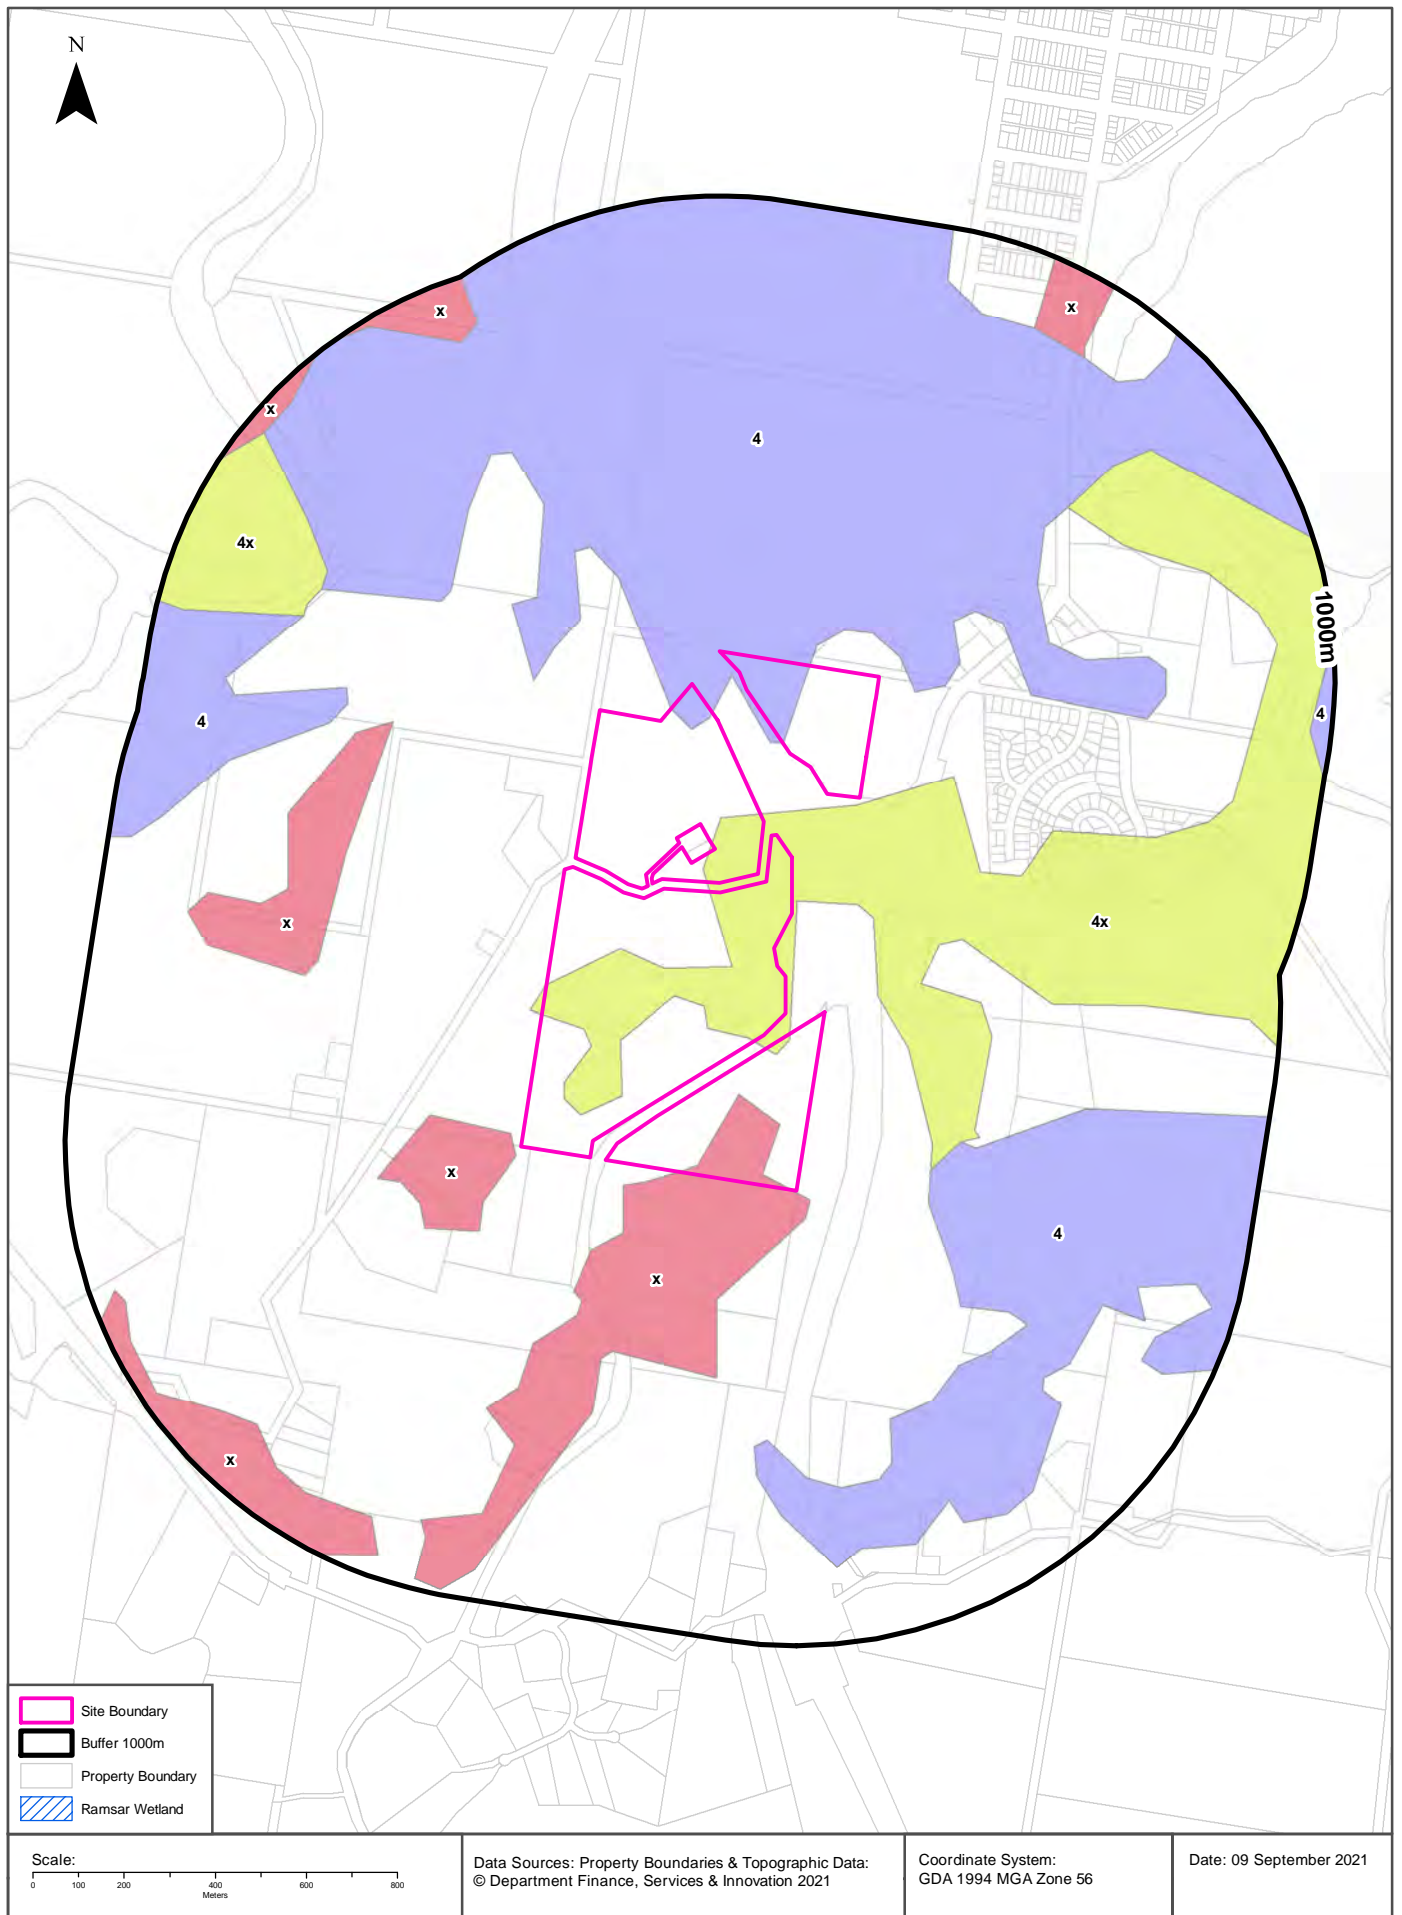 N
x
x
x
4
4x
1000m
4
4
x
4x
x
4
x
x
Site Boundary
Buffer 1000m
Property Boundary
Ramsar Wetland
Scale:
0 100 200 400 600 800
Meters
Data Sources: Property Boundaries & Topographic Data:
© Department Finance, Services & Innovation 2021
Coordinate System:
GDA 1994 MGA Zone 56
Date: 09 September 2021